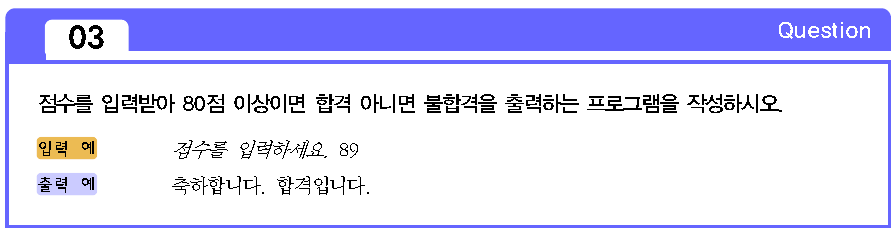 03
Question
점수를 입력받아 80점 이상이면 합격 아니면 불합격을 출력하는 프로그램을 작성하시오.
입력 예 점수를 입력하세요. 89
출력 예 축하합니다. 합격입니다.